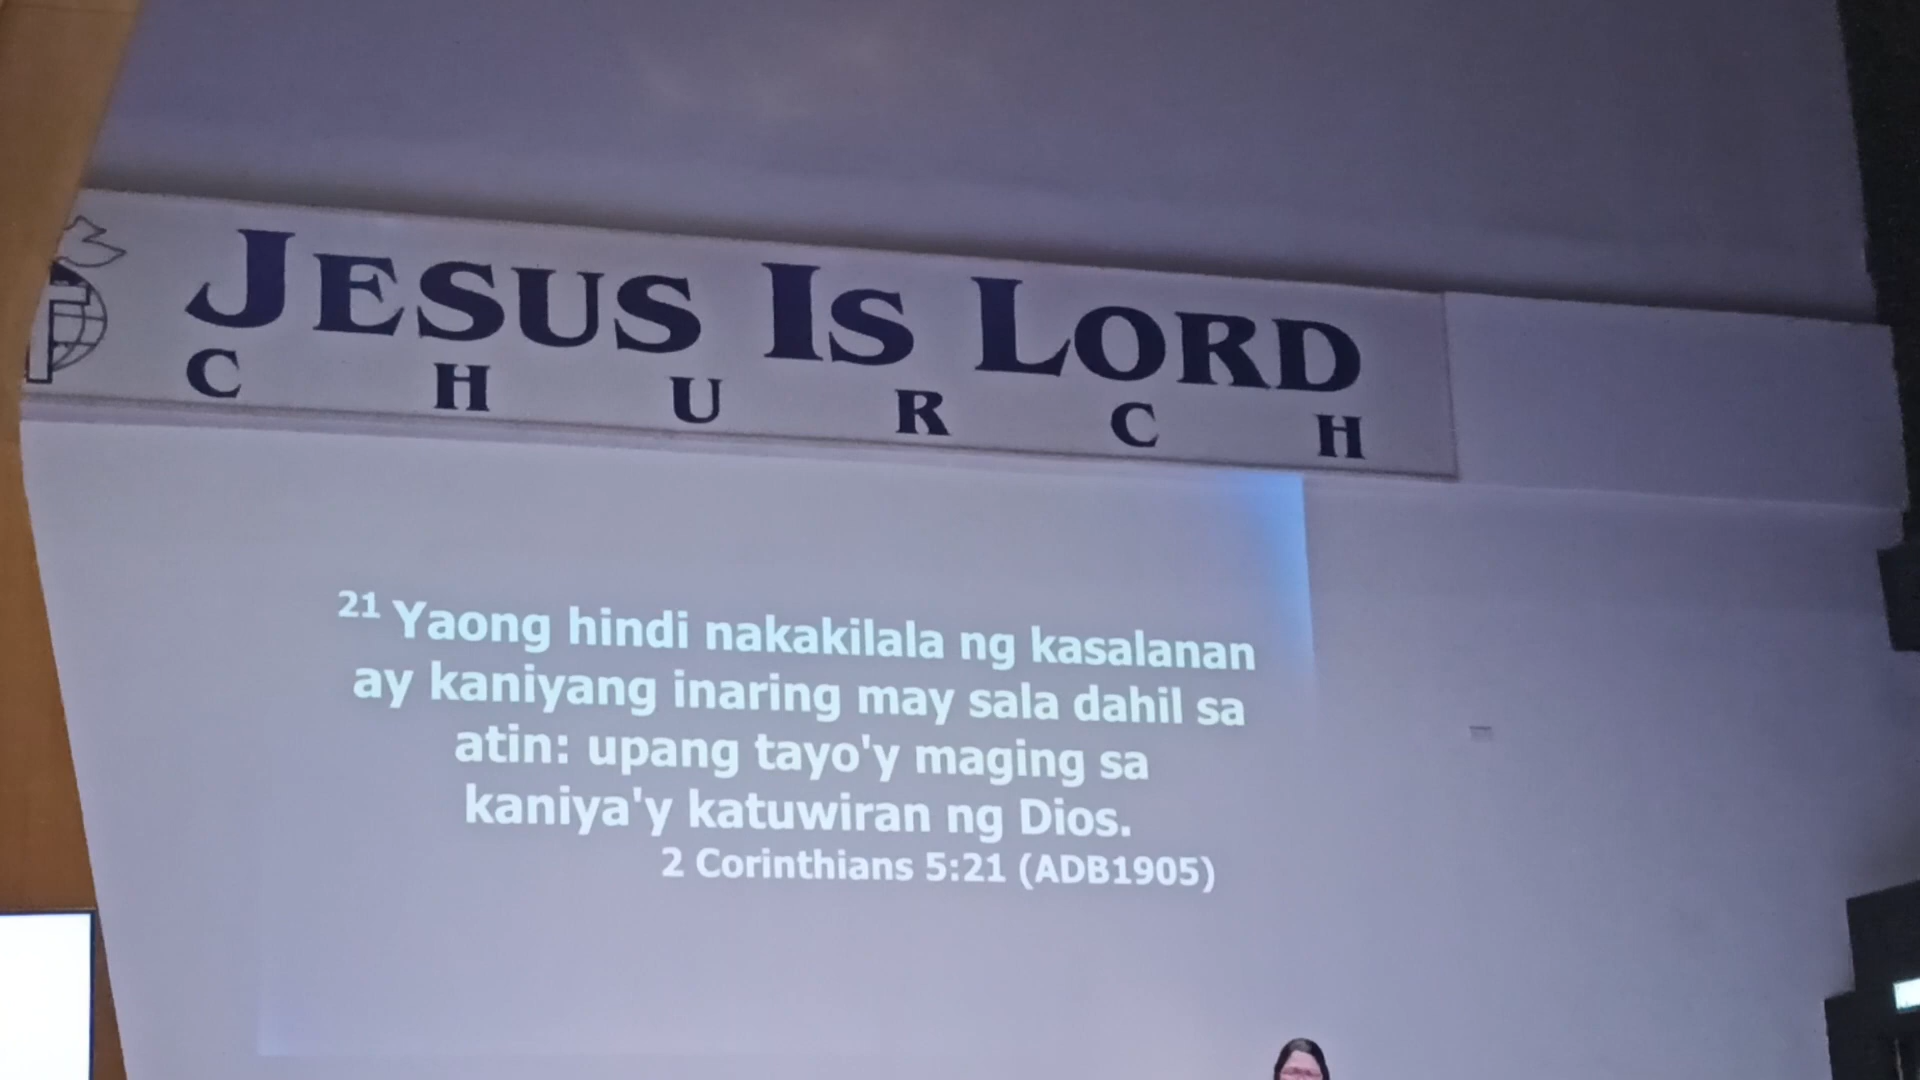 JESUS IS LORD
CHURCH
21 Yaong hindi nakakilala ng kasalanan
ay kaniyang inaring may sala dahil sa
atin: upang tayo'y maging sa
kaniya'y katuwiran ng Dios.
2 Corinthians 5:21 (ADB1905)